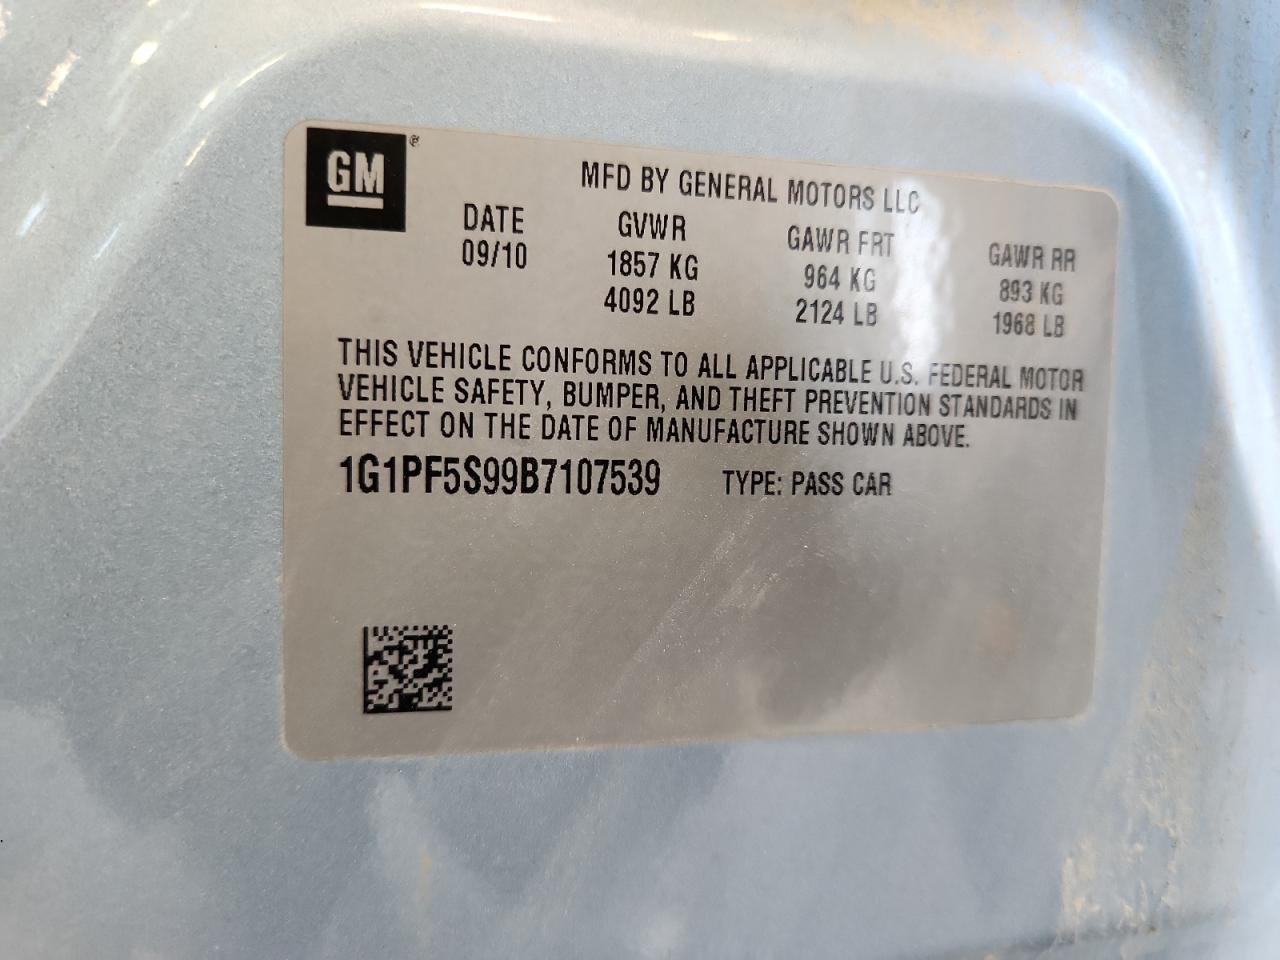 GM ®
MFD BY GENERAL MOTORS LLC
DATE GVWR GAWR FRT GAWR RR
09/10 1857 KG 964 KG 893 KG
4092 LB 2124 LB 1968 LB
THIS VEHICLE CONFORMS TO ALL APPLICABLE U.S. FEDERAL MOTOR
VEHICLE SAFETY, BUMPER, AND THEFT PREVENTION STANDARDS IN
EFFECT ON THE DATE OF MANUFACTURE SHOWN ABOVE.
1G1PF5S99B7107539 TYPE: PASS CAR